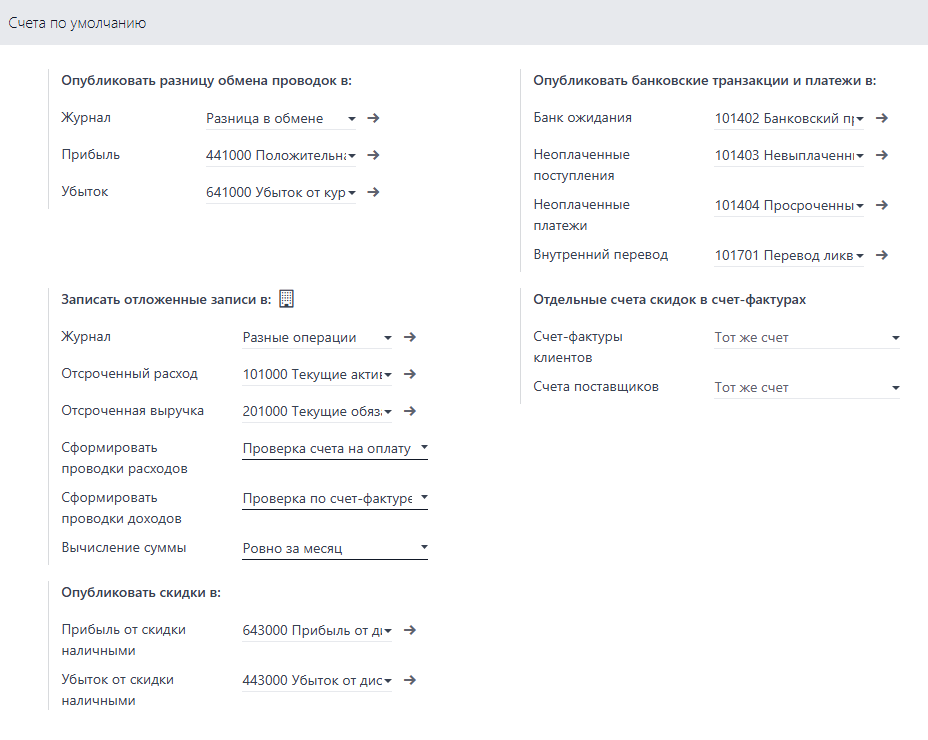 Счета по умолчанию
Опубликовать разницу обмена проводок в:
Журнал Разница в обмене
Прибыль 441000 Положительна
Убыток 641000 Убыток от кур
Опубликовать банковские транзакции и платежи в:
Банк ожидания 101402 Банковский пр
Неоплаченные
поступления 101403 Невыплаченны
Неоплаченные
платежи 101404 Просроченны
Внутренний перевод 101701 Перевод ликв
Записать отложенные записи в:
Журнал Разные операции
Отсроченный расход 101000 Текущие актив
Отсроченная выручка 201000 Текущие обяза
Сформировать
проводки расходов Проверка счета на оплату
Сформировать
проводки доходов Проверка по счет-фактуре
Вычисление суммы Ровно за месяц
Отдельные счета скидок в счет-фактурах
Счет-фактуры
клиентов Тот же счет
Счета поставщиков Тот же счет
Опубликовать скидки в:
Прибыль от скидки
наличными 643000 Прибыль от ди
Убыток от скидки
наличными 443000 Убыток от дис